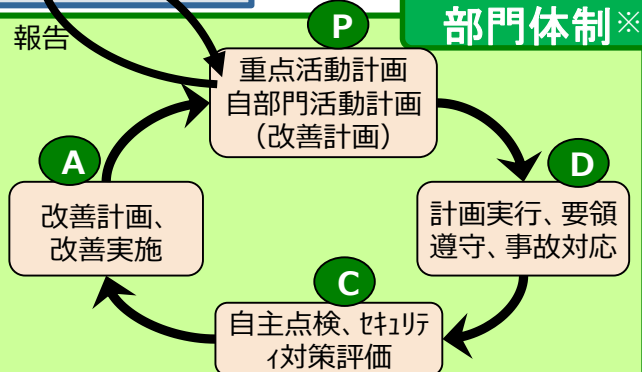 部門体制※
報告
P
重点活動計画
自部門活動計画
（改善計画）
A
改善計画、
改善実施
D
計画実行、要領
遵守、事故対応
C
自主点検、ｾｷｭﾘﾃ
ｨ対策評価